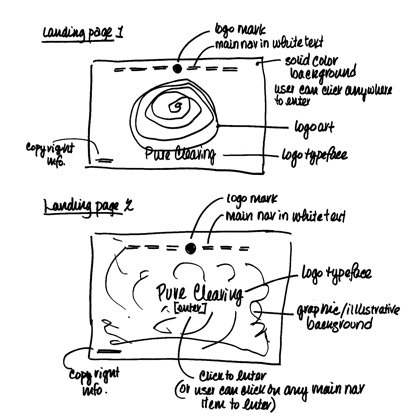 Landing page 1
logo mark
main nav in white text
solid color
background
user can click anywhere
to enter
logo art
copyright
info.
Pure Clearing
logo typeface
Landing page 2
logo mark
main nav in white text
logo typeface
Pure Clearing
[enter]
graphic/illustrative
background
copyright
info.
Click to enter
(or user can click on any main nav
item to enter)